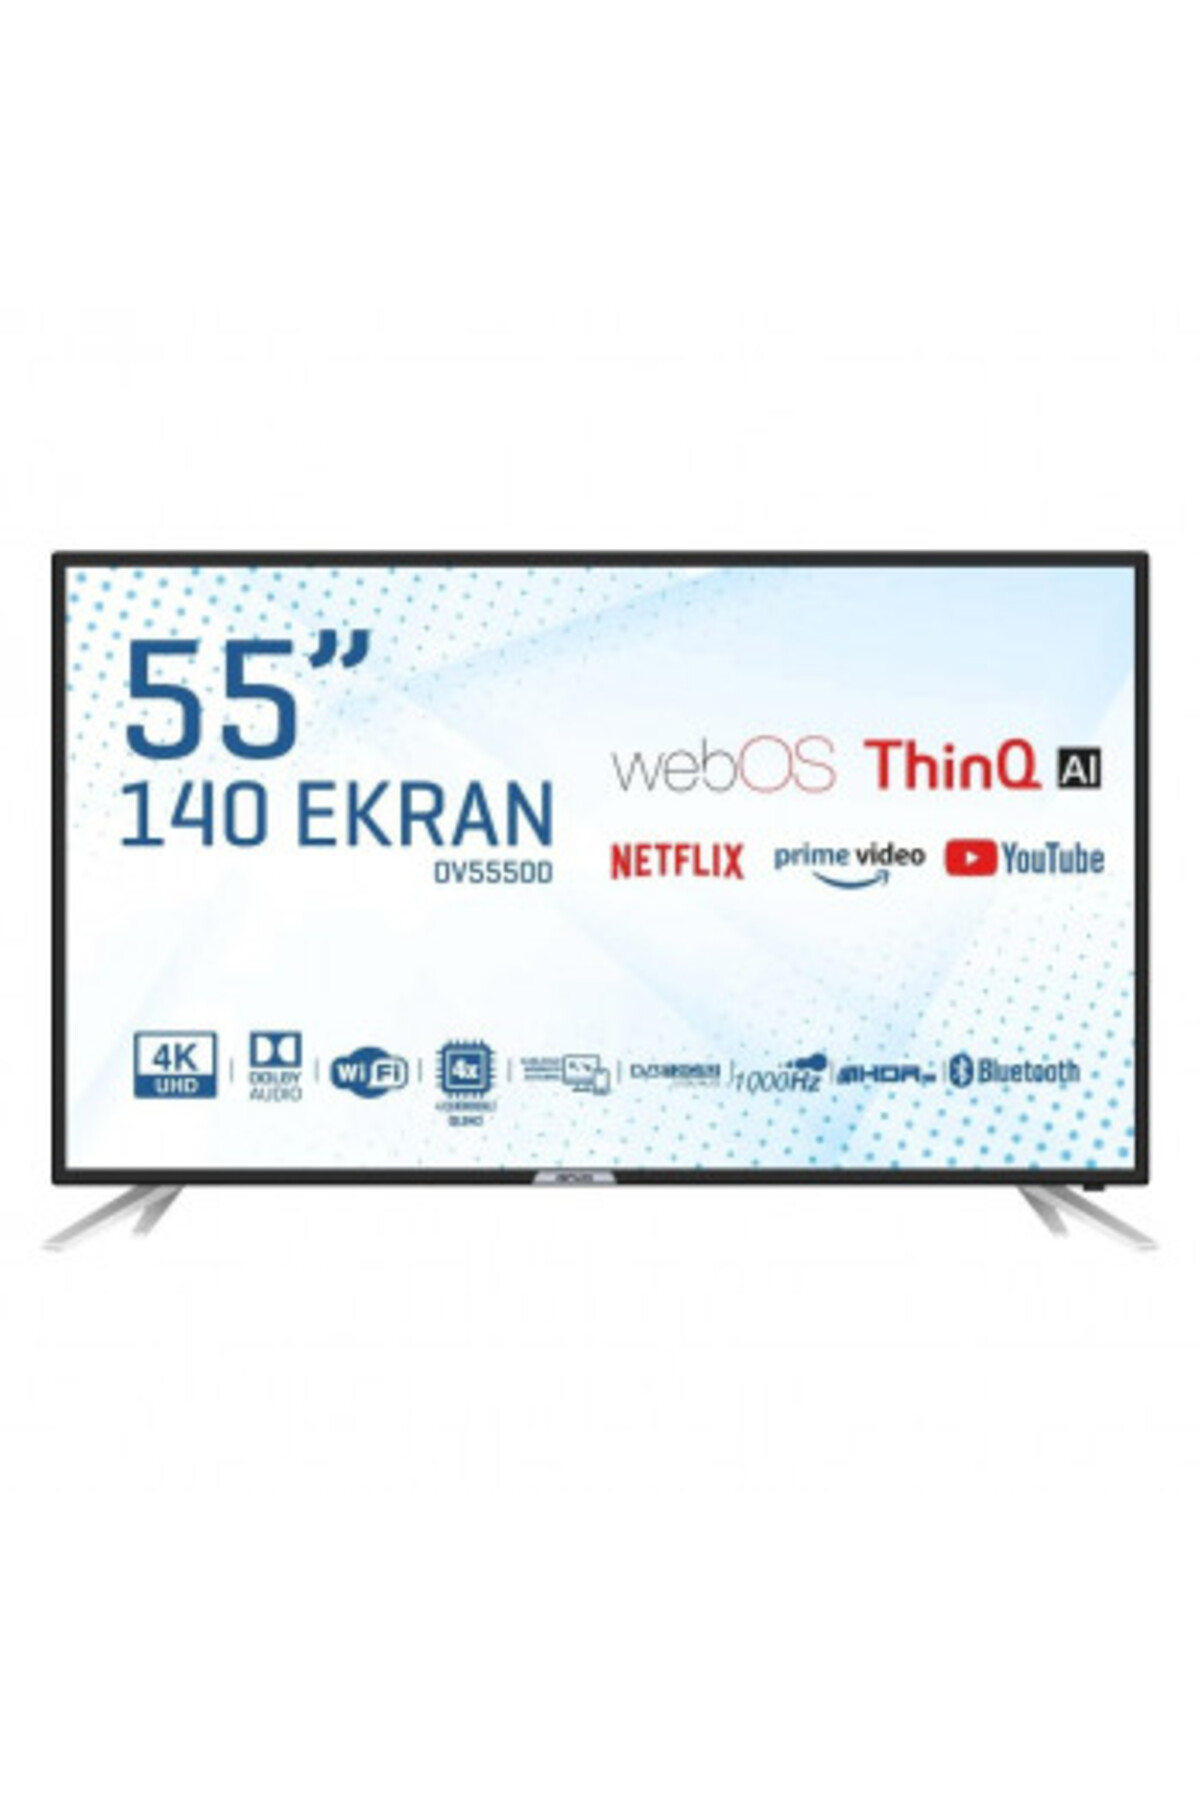 55”
140 EKRAN
OV55500
webOS ThinQ AI
NETFLIX prime video YouTube
4K UHD
DOLBY AUDIO
WiFi
4x
1000Hz
HDR
Bluetooth